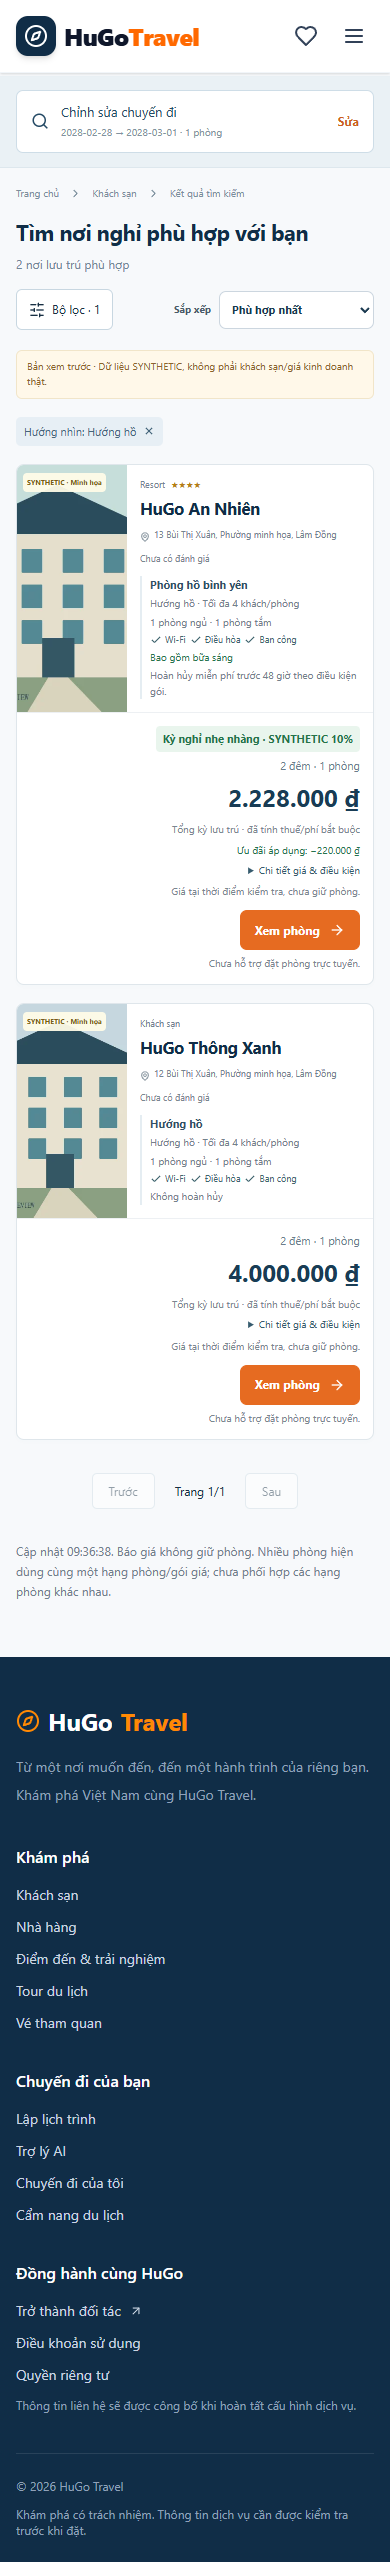 HuGoTravel
Chỉnh sửa chuyến đi
2028-02-28 → 2028-03-01 · 1 phòng
Sửa
Trang chủ > Khách sạn > Kết quả tìm kiếm
Tìm nơi nghỉ phù hợp với bạn
2 nơi lưu trú phù hợp
Bộ lọc · 1
Sắp xếp
Phù hợp nhất
Bản xem trước · Dữ liệu SYNTHETIC, không phải khách sạn/giá kinh doanh
thật.
Hướng nhìn: Hướng hồ ×
SYNTHETIC · Minh họa
Resort ★★★★
HuGo An Nhiên
13 Bùi Thị Xuân, Phường minh họa, Lâm Đồng
Chưa có đánh giá
Phòng hồ bình yên
Hướng hồ · Tối đa 4 khách/phòng
1 phòng ngủ · 1 phòng tắm
✓ Wi-Fi ✓ Điều hòa ✓ Ban công
Bao gồm bữa sáng
Hoàn hủy miễn phí trước 48 giờ theo điều kiện
gói.
Kỳ nghỉ nhẹ nhàng · SYNTHETIC 10%
2 đêm · 1 phòng
2.228.000 ₫
Tổng kỳ lưu trú · đã tính thuế/phí bắt buộc
Ưu đãi áp dụng: −220.000 ₫
▶ Chi tiết giá & điều kiện
Giá tại thời điểm kiểm tra, chưa giữ phòng.
Xem phòng →
Chưa hỗ trợ đặt phòng trực tuyến.
SYNTHETIC · Minh họa
Khách sạn
HuGo Thông Xanh
12 Bùi Thị Xuân, Phường minh họa, Lâm Đồng
Chưa có đánh giá
Hướng hồ
Hướng hồ · Tối đa 4 khách/phòng
1 phòng ngủ · 1 phòng tắm
✓ Wi-Fi ✓ Điều hòa ✓ Ban công
Không hoàn hủy
2 đêm · 1 phòng
4.000.000 ₫
Tổng kỳ lưu trú · đã tính thuế/phí bắt buộc
▶ Chi tiết giá & điều kiện
Giá tại thời điểm kiểm tra, chưa giữ phòng.
Xem phòng →
Chưa hỗ trợ đặt phòng trực tuyến.
Trước
Trang 1/1
Sau
Cập nhật 09:36:38. Báo giá không giữ phòng. Nhiều phòng hiện
dùng cùng một hạng phòng/gói giá; chưa phối hợp các hạng
phòng khác nhau.
HuGo Travel
Từ một nơi muốn đến, đến một hành trình của riêng bạn.
Khám phá Việt Nam cùng HuGo Travel.
Khám phá
Khách sạn
Nhà hàng
Điểm đến & trải nghiệm
Tour du lịch
Vé tham quan
Chuyến đi của bạn
Lập lịch trình
Trợ lý AI
Chuyến đi của tôi
Cẩm nang du lịch
Đồng hành cùng HuGo
Trở thành đối tác ↗
Điều khoản sử dụng
Quyền riêng tư
Thông tin liên hệ sẽ được công bố khi hoàn tất cấu hình dịch vụ.
© 2026 HuGo Travel
Khám phá có trách nhiệm. Thông tin dịch vụ cần được kiểm tra
trước khi đặt.